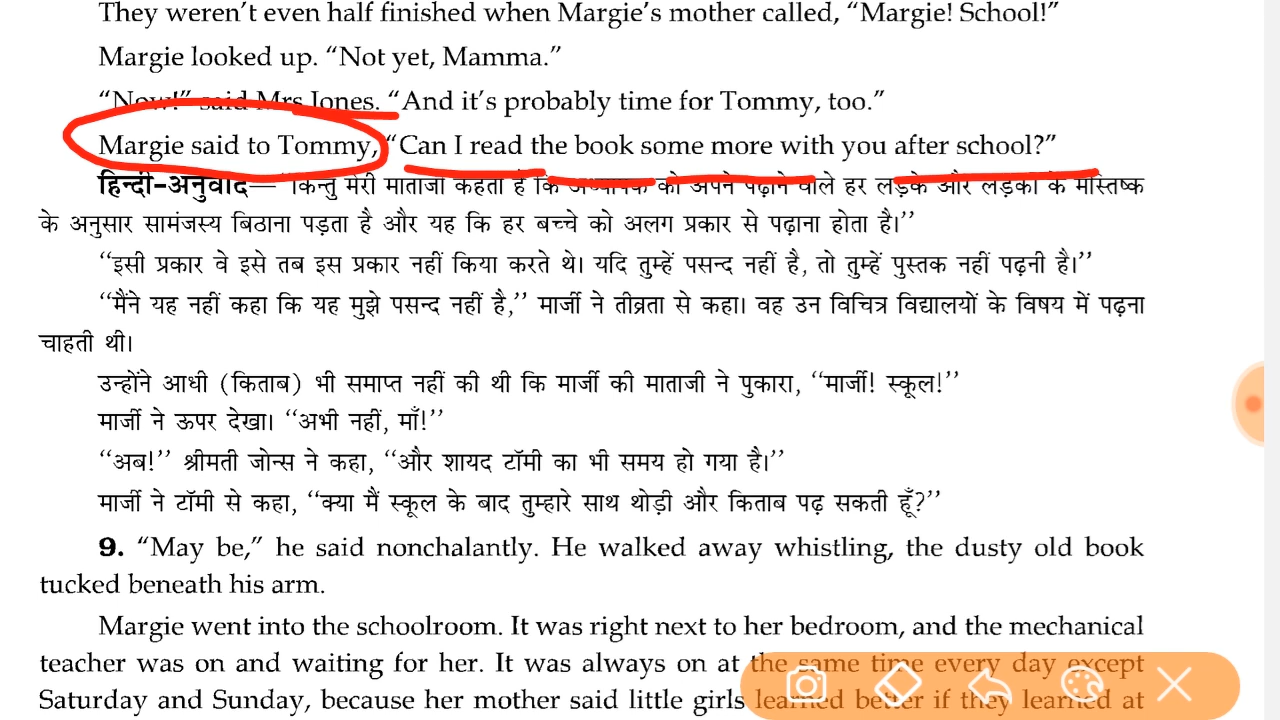 They weren’t even half finished when Margie’s mother called, “Margie! School!”
Margie looked up. “Not yet, Mamma.”
“Now!” said Mrs Jones. “And it’s probably time for Tommy, too.”
Margie said to Tommy, “Can I read the book some more with you after school?”
हिन्दी-अनुवाद— “किन्तु मेरी माताजी कहती हैं कि अध्यापक को अपने पढ़ाने वाले हर लड़के और लड़की के मस्तिष्क
के अनुसार सामंजस्य बिठाना पड़ता है और यह कि हर बच्चे को अलग प्रकार से पढ़ाना होता है।”
“इसी प्रकार वे इसे तब इस प्रकार नहीं किया करते थे। यदि तुम्हें पसन्द नहीं है, तो तुम्हें पुस्तक नहीं पढ़नी है।”
“मैंने यह नहीं कहा कि यह मुझे पसन्द नहीं है,” मार्जी ने तीव्रता से कहा। वह उन विचित्र विद्यालयों के विषय में पढ़ना
चाहती थी।
उन्होंने आधी (किताब) भी समाप्त नहीं की थी कि मार्जी की माताजी ने पुकारा, “मार्जी! स्कूल!”
मार्जी ने ऊपर देखा। “अभी नहीं, माँ!”
“अब!” श्रीमती जोन्स ने कहा, “और शायद टॉमी का भी समय हो गया है।”
मार्जी ने टॉमी से कहा, “क्या मैं स्कूल के बाद तुम्हारे साथ थोड़ी और किताब पढ़ सकती हूँ?”
9. “May be,” he said nonchalantly. He walked away whistling, the dusty old book
tucked beneath his arm.
Margie went into the schoolroom. It was right next to her bedroom, and the mechanical
teacher was on and waiting for her. It was always on at the same time every day except
Saturday and Sunday, because her mother said little girls learned better if they learned at